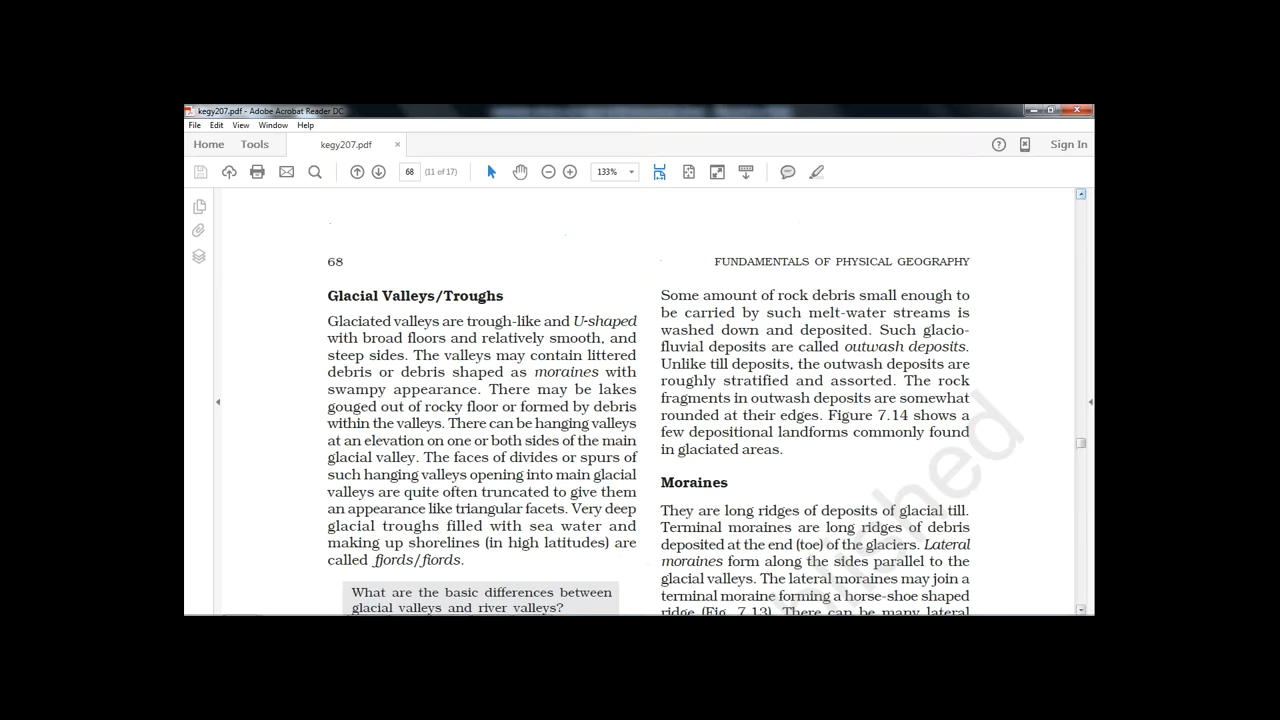 kegy207.pdf - Adobe Acrobat Reader DC
File Edit View Window Help
Home Tools kegy207.pdf × Sign In
68 (11 of 17) 133%
68
FUNDAMENTALS OF PHYSICAL GEOGRAPHY
Glacial Valleys/Troughs
Glaciated valleys are trough-like and U-shaped
with broad floors and relatively smooth, and
steep sides. The valleys may contain littered
debris or debris shaped as moraines with
swampy appearance. There may be lakes
gouged out of rocky floor or formed by debris
within the valleys. There can be hanging valleys
at an elevation on one or both sides of the main
glacial valley. The faces of divides or spurs of
such hanging valleys opening into main glacial
valleys are quite often truncated to give them
an appearance like triangular facets. Very deep
glacial troughs filled with sea water and
making up shorelines (in high latitudes) are
called fjords/fiords.
What are the basic differences between
glacial valleys and river valleys?
Some amount of rock debris small enough to
be carried by such melt-water streams is
washed down and deposited. Such glacio-
fluvial deposits are called outwash deposits.
Unlike till deposits, the outwash deposits are
roughly stratified and assorted. The rock
fragments in outwash deposits are somewhat
rounded at their edges. Figure 7.14 shows a
few depositional landforms commonly found
in glaciated areas.
Moraines
They are long ridges of deposits of glacial till.
Terminal moraines are long ridges of debris
deposited at the end (toe) of the glaciers. Lateral
moraines form along the sides parallel to the
glacial valleys. The lateral moraines may join a
terminal moraine forming a horse-shoe shaped
ridge (Fig. 7.13). There can be many lateral